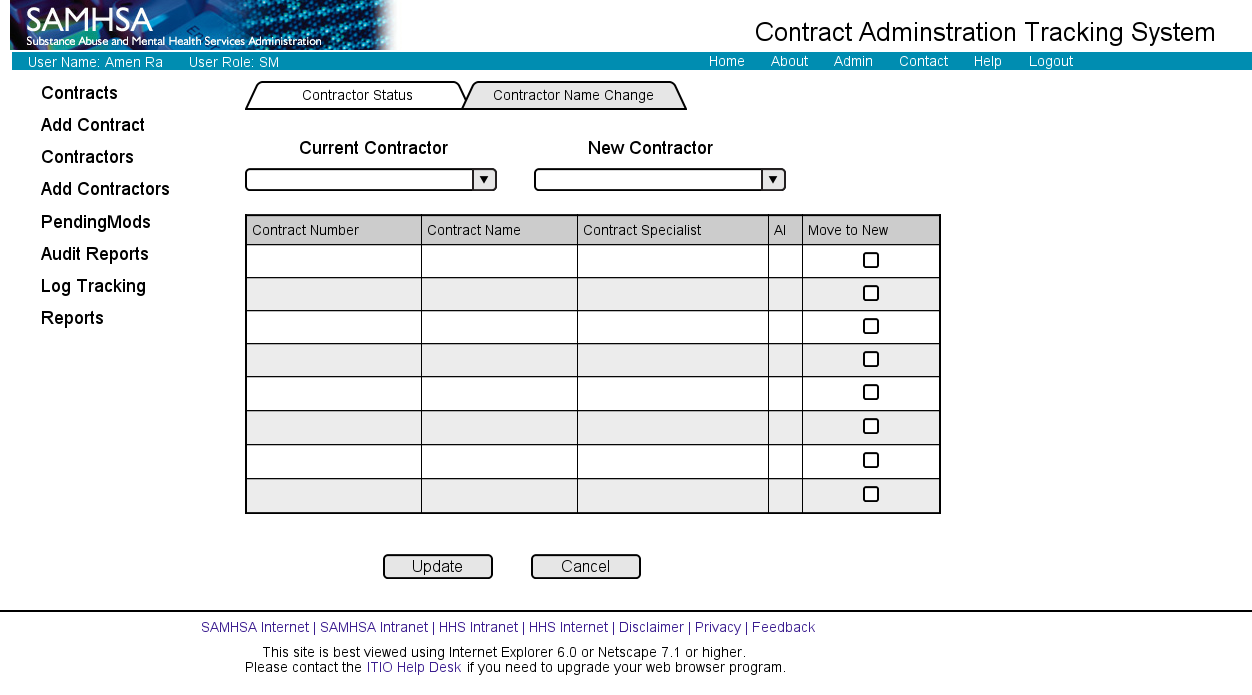 SAMHSA
Substance Abuse and Mental Health Services Administration
Contract Adminstration Tracking System
User Name: Amen Ra User Role: SM Home About Admin Contact Help Logout
Contracts
Add Contract
Contractors
Add Contractors
PendingMods
Audit Reports
Log Tracking
Reports
Contractor Status Contractor Name Change
Current Contractor New Contractor
Contract Number Contract Name Contract Specialist AI Move to New
Update Cancel
SAMHSA Internet | SAMHSA Intranet | HHS Intranet | HHS Internet | Disclaimer | Privacy | Feedback
This site is best viewed using Internet Explorer 6.0 or Netscape 7.1 or higher.
Please contact the ITIO Help Desk if you need to upgrade your web browser program.